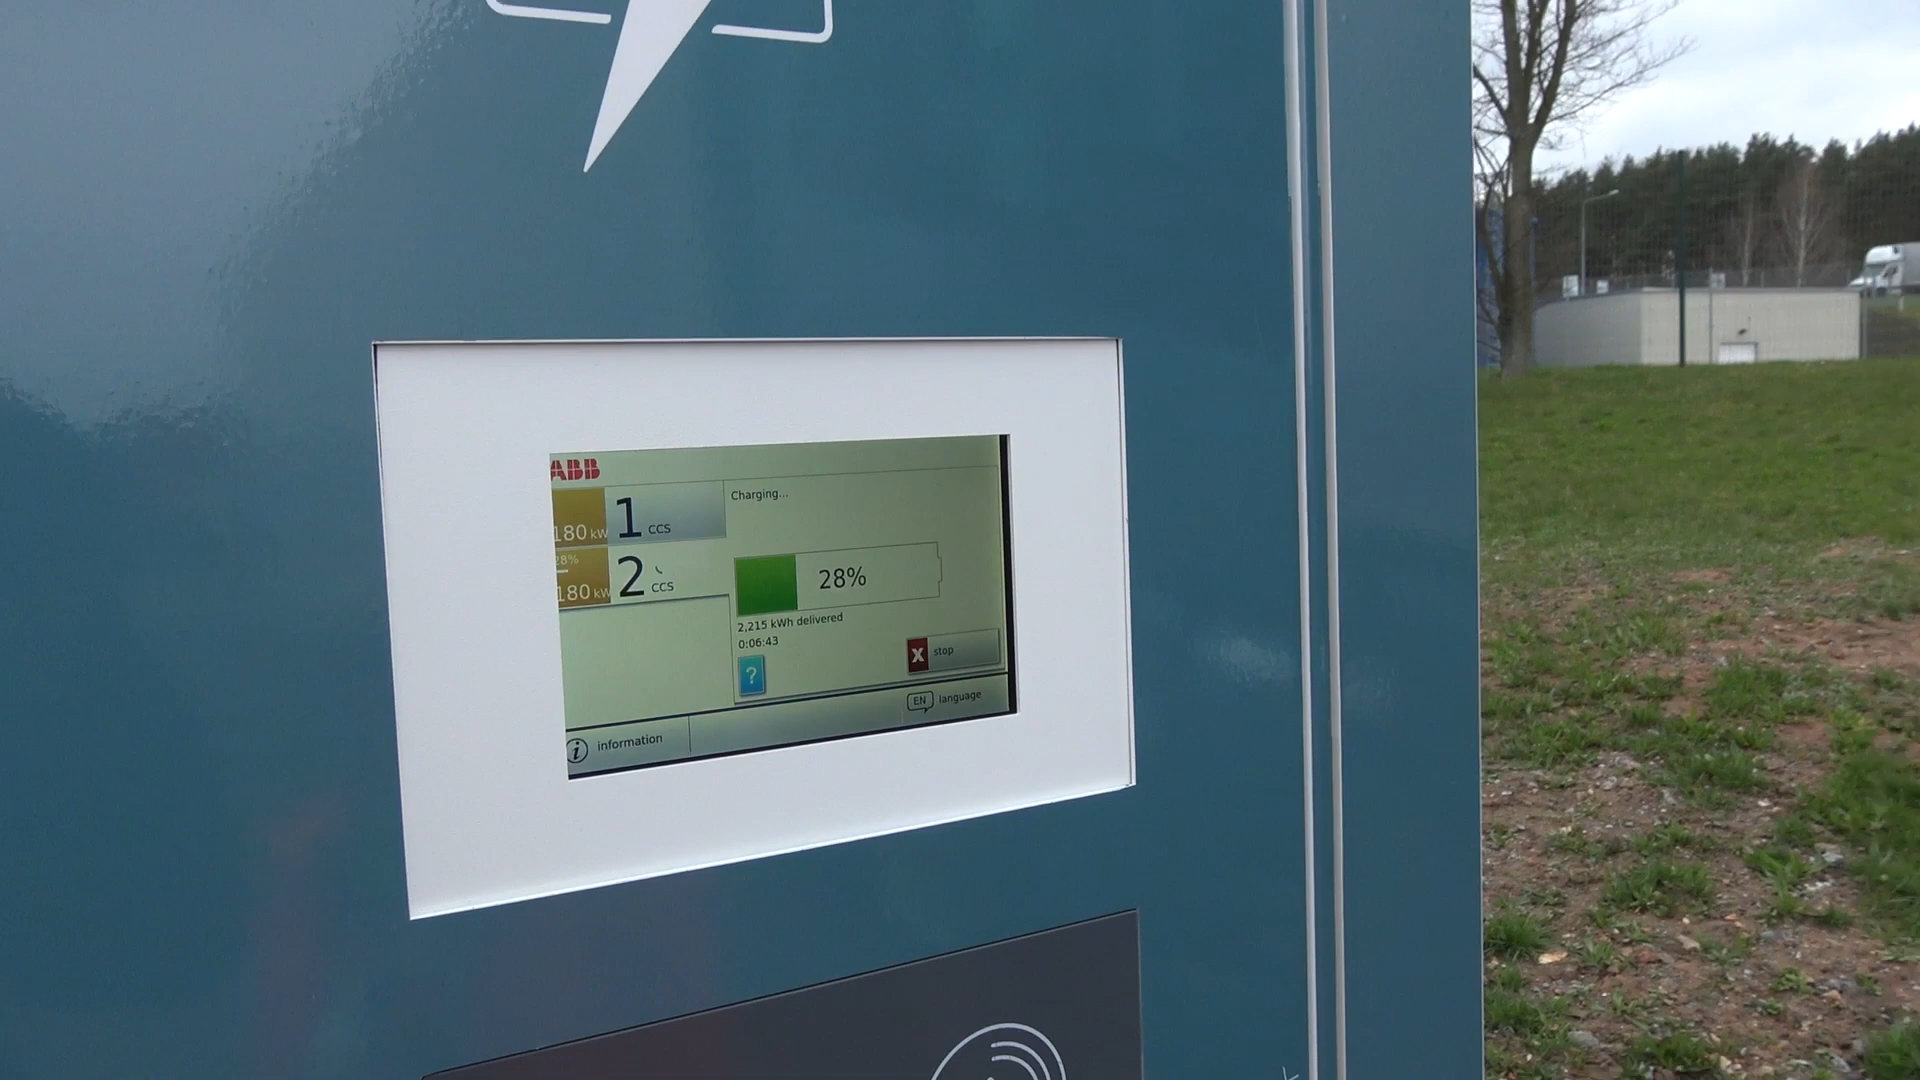 ABB
180 kW 1 CCS
28%
180 kW 2 CCS
Charging...
28%
2,215 kWh delivered
0:06:43
?
X stop
EN language
i information